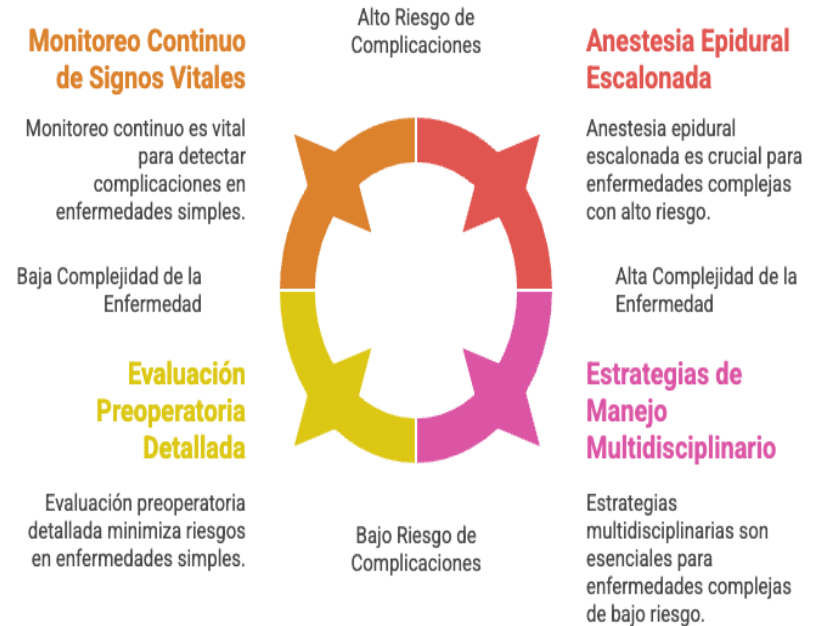 Alto Riesgo de
Complicaciones
Monitoreo Continuo
de Signos Vitales
Monitoreo continuo es vital
para detectar
complicaciones en
enfermedades simples.
Anestesia Epidural
Escalonada
Anestesia epidural
escalonada es crucial para
enfermedades complejas
con alto riesgo.
Baja Complejidad de la
Enfermedad
Alta Complejidad de la
Enfermedad
Evaluación
Preoperatoria
Detallada
Evaluación preoperatoria
detallada minimiza riesgos
en enfermedades simples.
Estrategias de
Manejo
Multidisciplinario
Estrategias
multidisciplinarias son
esenciales para
enfermedades complejas
de bajo riesgo.
Bajo Riesgo de
Complicaciones